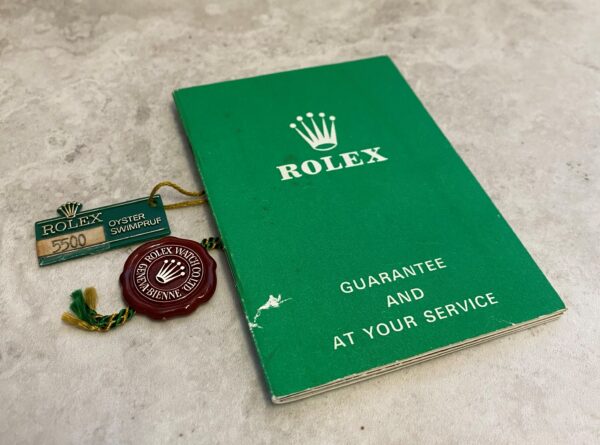 ROLEX
GUARANTEE
AND
AT YOUR SERVICE
ROLEX
OYSTER
SWIMPRUF
5500
ROLEX WATCH CO LTD
GENEVA BIENNE